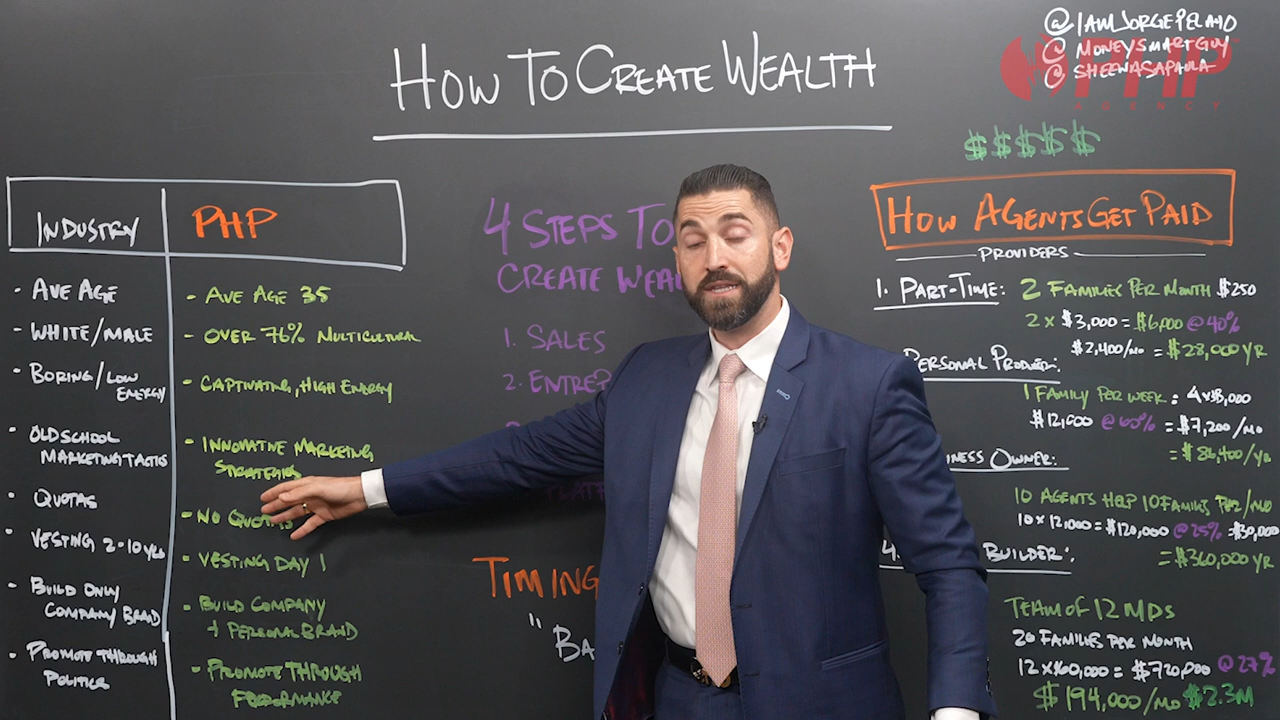 How To Create Wealth
@IAMJORGEPELAYO
@MONEYSMARTGUY
@SHEENASAPAULA
PHP
AGENCY
$$$$$
INDUSTRY
PHP
• AVE AGE
• WHITE/MALE
• BORING/LOW
ENERGY
• OLD SCHOOL
MARKETING TACTICS
• QUOTAS
• VESTING 2-10 YRS
• BUILD ONLY
COMPANY BRAND
• PROMOTE THROUGH
POLITICS
• AVE AGE 35
• OVER 76% MULTICULTURAL
• CAPTIVATING, HIGH ENERGY
• INNOVATIVE MARKETING
STRATEGIES
• NO QUOTAS
• VESTING DAY 1
• BUILD COMPANY
+ PERSONAL BRAND
• PROMOTE THROUGH
PERFORMANCE
4 STEPS TO
CREATE WEA
1. SALES
2. ENTREP
TIMING
"BA
HOW AGENTS GET PAID
PROVIDERS
1. PART-TIME: 2 FAMILIES PER MONTH $250
2 x $3,000 = $6,000 @ 40%
$2,400/MO = $28,000 YR
PERSONAL PRODUCER:
1 FAMILY PER WEEK: 4 x $3,000
$12,000 @ 60% = $7,200/MO
= $86,400/YR
INESS OWNER:
10 AGENTS HELP 10 FAMILIES PER/MO
10 x 12,000 = $120,000 @ 25% = $30,000
= $360,000 YR
BUILDER:
TEAM OF 12 MDS
20 FAMILIES PER MONTH
12 x $60,000 = $720,000 @ 27%
$194,000/MO $2.3M